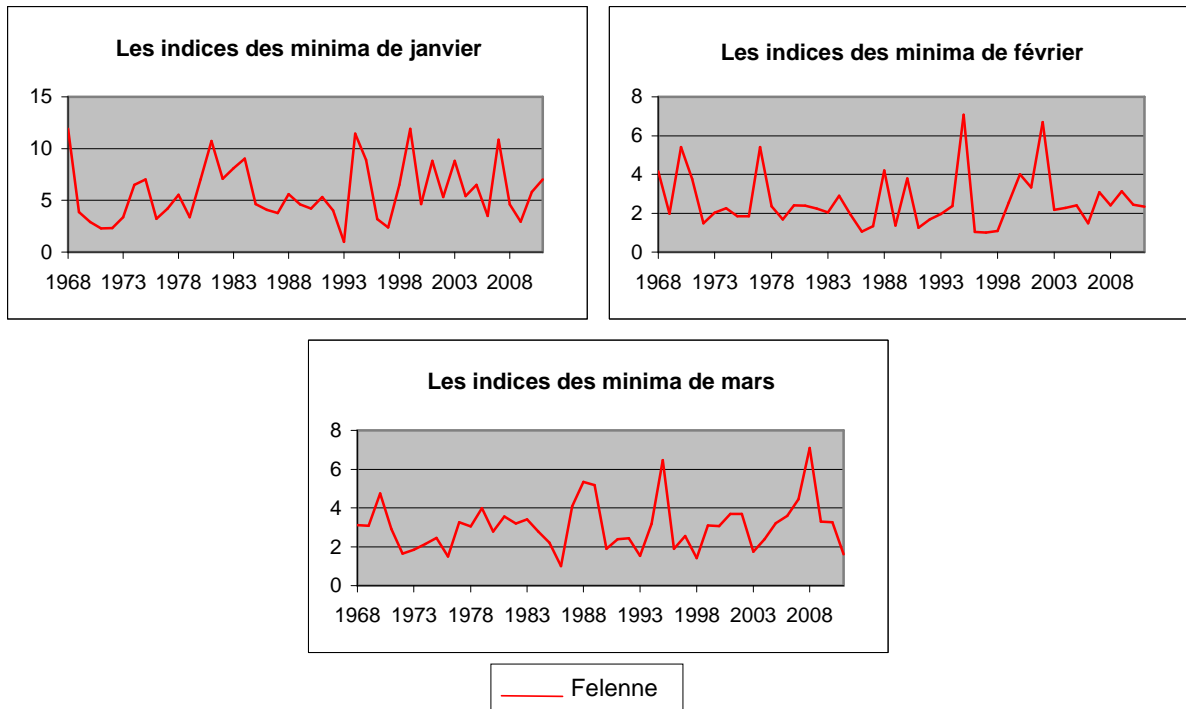 Les indices des minima de janvier
15
10
5
0
1968 1973 1978 1983 1988 1993 1998 2003 2008
Les indices des minima de février
8
6
4
2
0
1968 1973 1978 1983 1988 1993 1998 2003 2008
Les indices des minima de mars
8
6
4
2
0
1968 1973 1978 1983 1988 1993 1998 2003 2008
Felenne